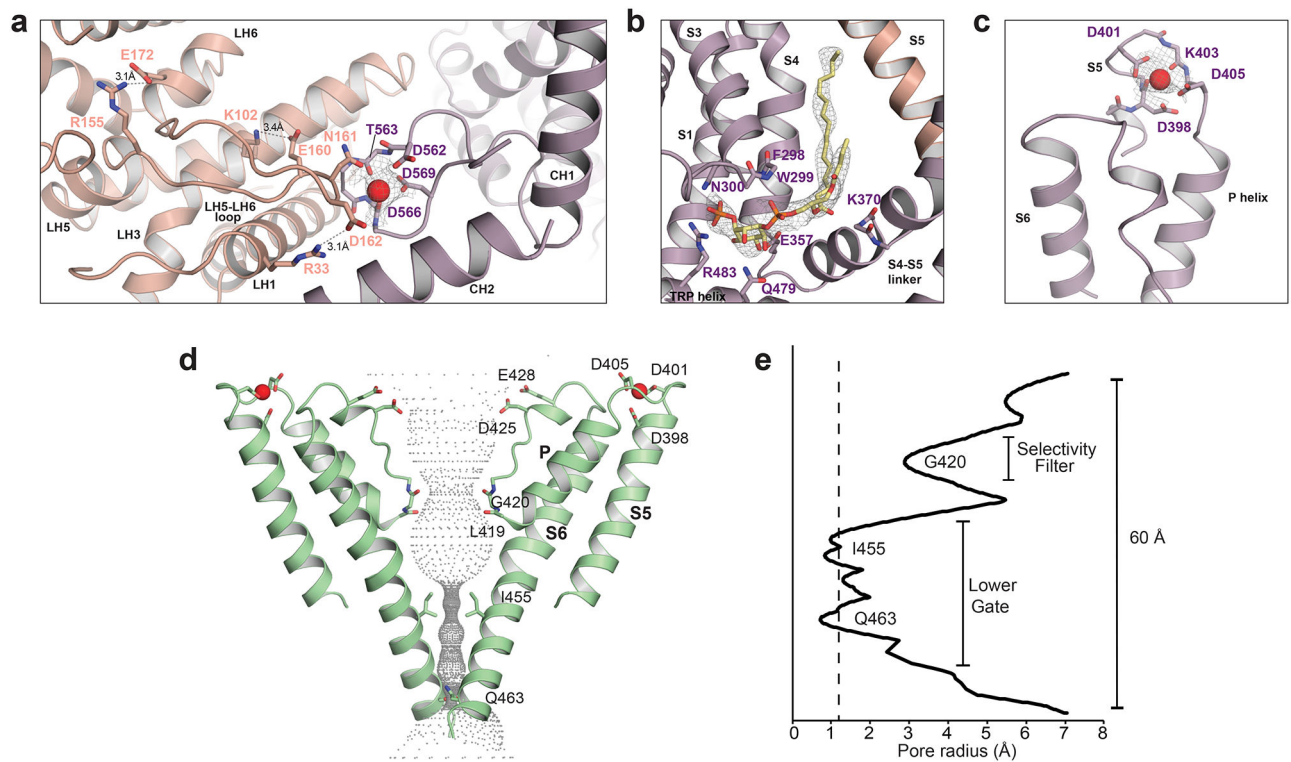 a
LH6
E172
3.1Å
R155
K102
3.4Å
N161
E160
T563
D562
D569
D566
CH1
LH5
LH3
LH5-LH6
loop
D162
3.1Å
R33
LH1
CH2
b
S3
S4
S5
S1
F298
W299
N300
K370
E357
R483
Q479
S4-S5
linker
TRP helix
c
D401
K403
S5
D405
D398
S6
P helix
d
E428
D405
D401
D425
D398
P
G420
S5
L419
S6
I455
Q463
e
G420
Selectivity
Filter
60 Å
I455
Lower
Gate
Q463
0 1 2 3 4 5 6 7 8
Pore radius (Å)